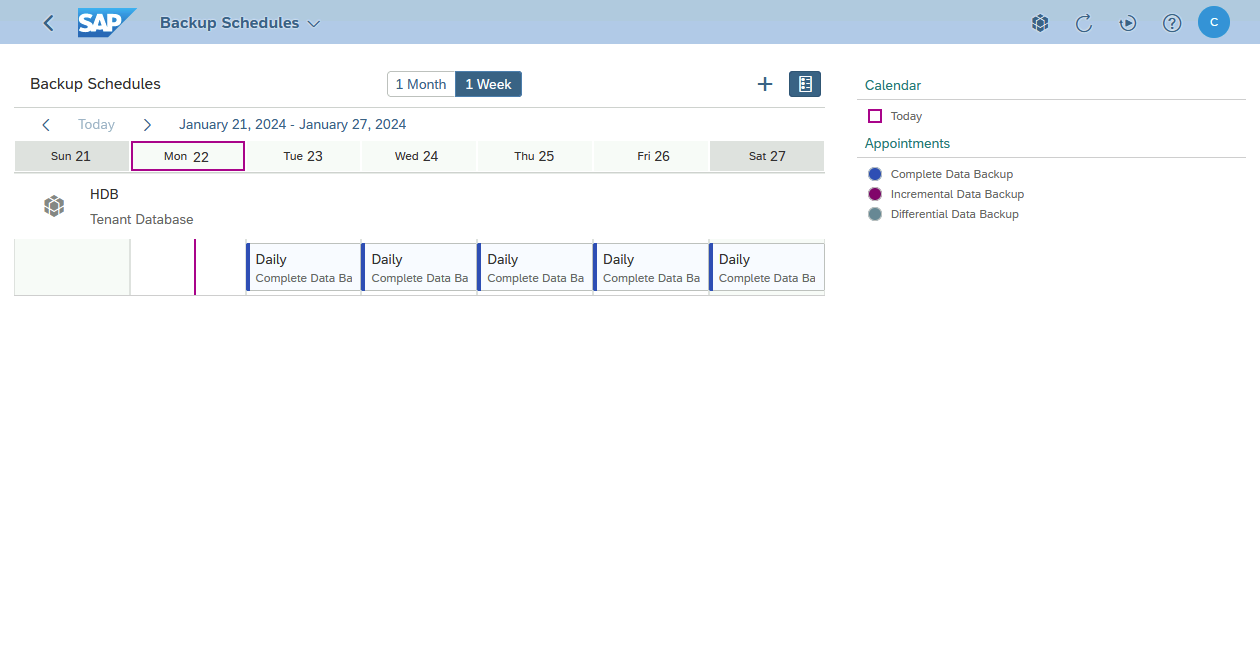 SAP Backup Schedules ? C
Backup Schedules 1 Month 1 Week
Today January 21, 2024 - January 27, 2024
Sun 21 Mon 22 Tue 23 Wed 24 Thu 25 Fri 26 Sat 27
HDB
Tenant Database
Daily Daily Daily Daily Daily
Complete Data Ba Complete Data Ba Complete Data Ba Complete Data Ba Complete Data Ba
Calendar
Today
Appointments
Complete Data Backup
Incremental Data Backup
Differential Data Backup